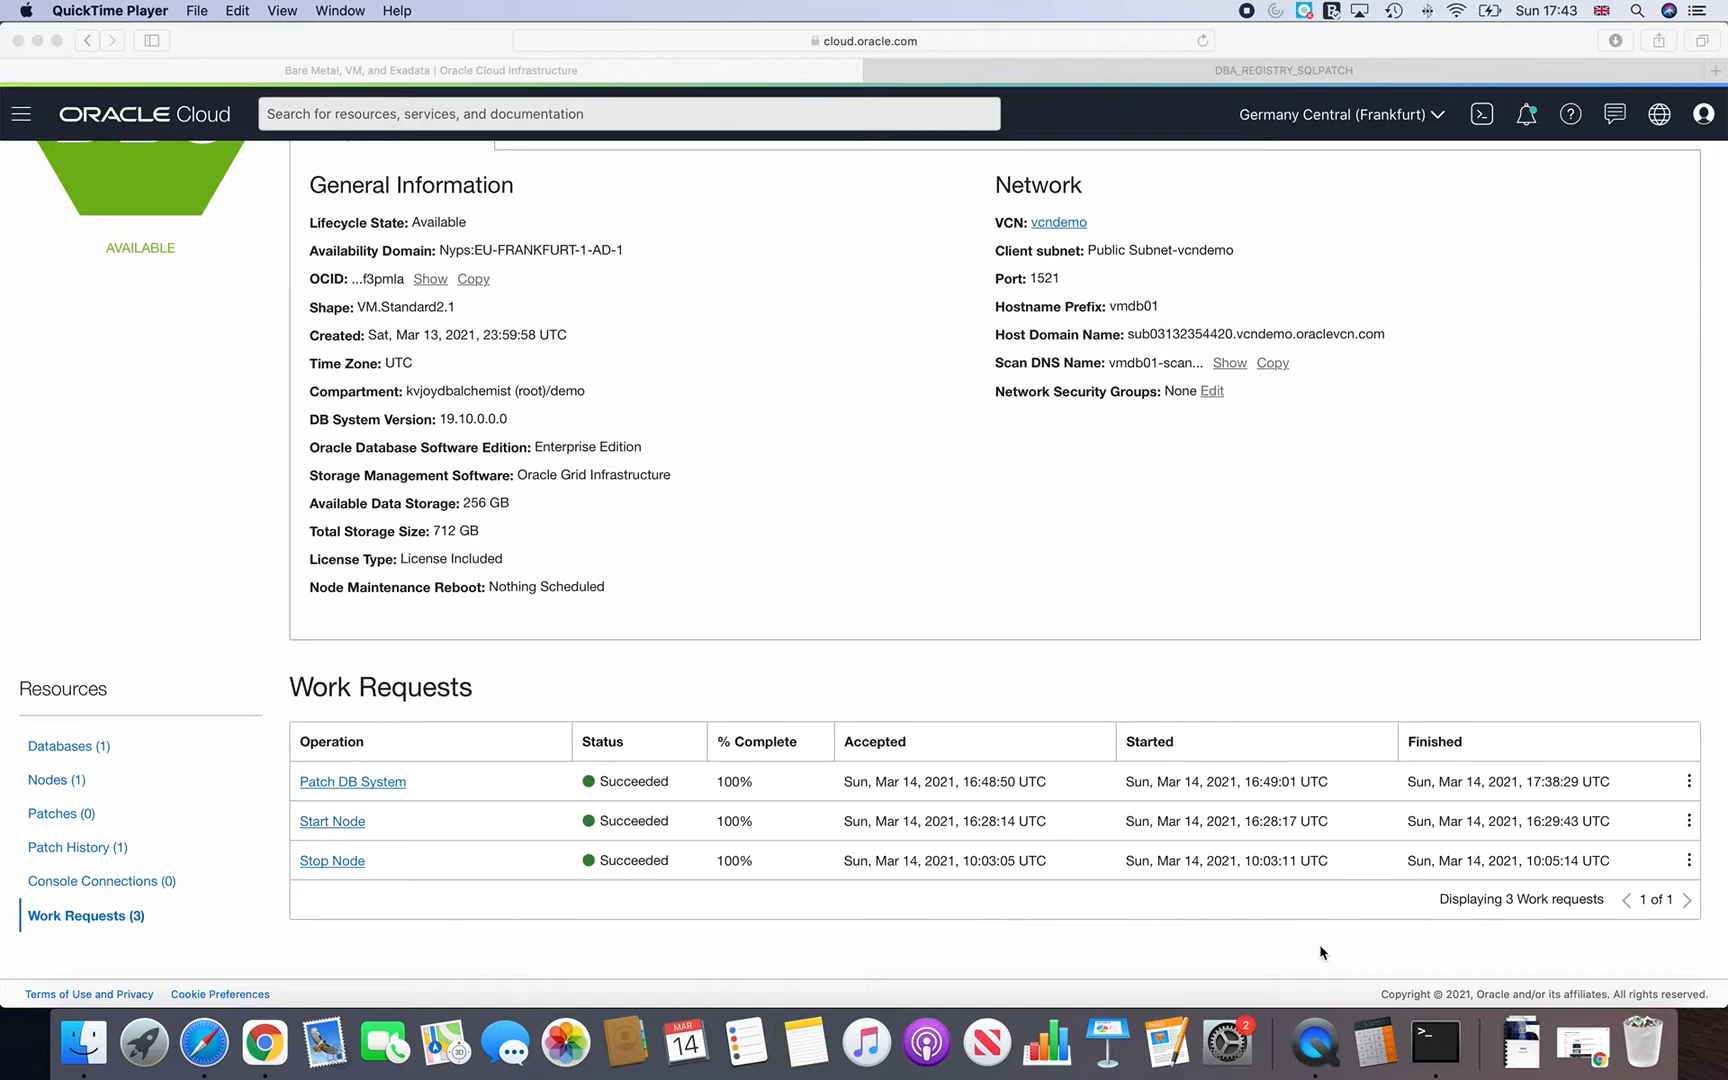 QuickTime Player File Edit View Window Help Sun 17:43
cloud.oracle.com
Bare Metal, VM, and Exadata | Oracle Cloud Infrastructure
DBA_REGISTRY_SQLPATCH
ORACLE Cloud
Search for resources, services, and documentation
Germany Central (Frankfurt)
AVAILABLE
General Information
Lifecycle State: Available
Availability Domain: Nyps:EU-FRANKFURT-1-AD-1
OCID: ...f3pmla Show Copy
Shape: VM.Standard2.1
Created: Sat, Mar 13, 2021, 23:59:58 UTC
Time Zone: UTC
Compartment: kvjoydbalchemist (root)/demo
DB System Version: 19.10.0.0.0
Oracle Database Software Edition: Enterprise Edition
Storage Management Software: Oracle Grid Infrastructure
Available Data Storage: 256 GB
Total Storage Size: 712 GB
License Type: License Included
Node Maintenance Reboot: Nothing Scheduled
Network
VCN: vcndemo
Client subnet: Public Subnet-vcndemo
Port: 1521
Hostname Prefix: vmdb01
Host Domain Name: sub03132354420.vcndemo.oraclevcn.com
Scan DNS Name: vmdb01-scan... Show Copy
Network Security Groups: None Edit
Resources
Databases (1)
Nodes (1)
Patches (0)
Patch History (1)
Console Connections (0)
Work Requests (3)
Work Requests
Operation Status % Complete Accepted Started Finished
Patch DB System Succeeded 100% Sun, Mar 14, 2021, 16:48:50 UTC Sun, Mar 14, 2021, 16:49:01 UTC Sun, Mar 14, 2021, 17:38:29 UTC
Start Node Succeeded 100% Sun, Mar 14, 2021, 16:28:14 UTC Sun, Mar 14, 2021, 16:28:17 UTC Sun, Mar 14, 2021, 16:29:43 UTC
Stop Node Succeeded 100% Sun, Mar 14, 2021, 10:03:05 UTC Sun, Mar 14, 2021, 10:03:11 UTC Sun, Mar 14, 2021, 10:05:14 UTC
Displaying 3 Work requests 1 of 1
Terms of Use and Privacy Cookie Preferences
Copyright © 2021, Oracle and/or its affiliates. All rights reserved.
MAR
14
2